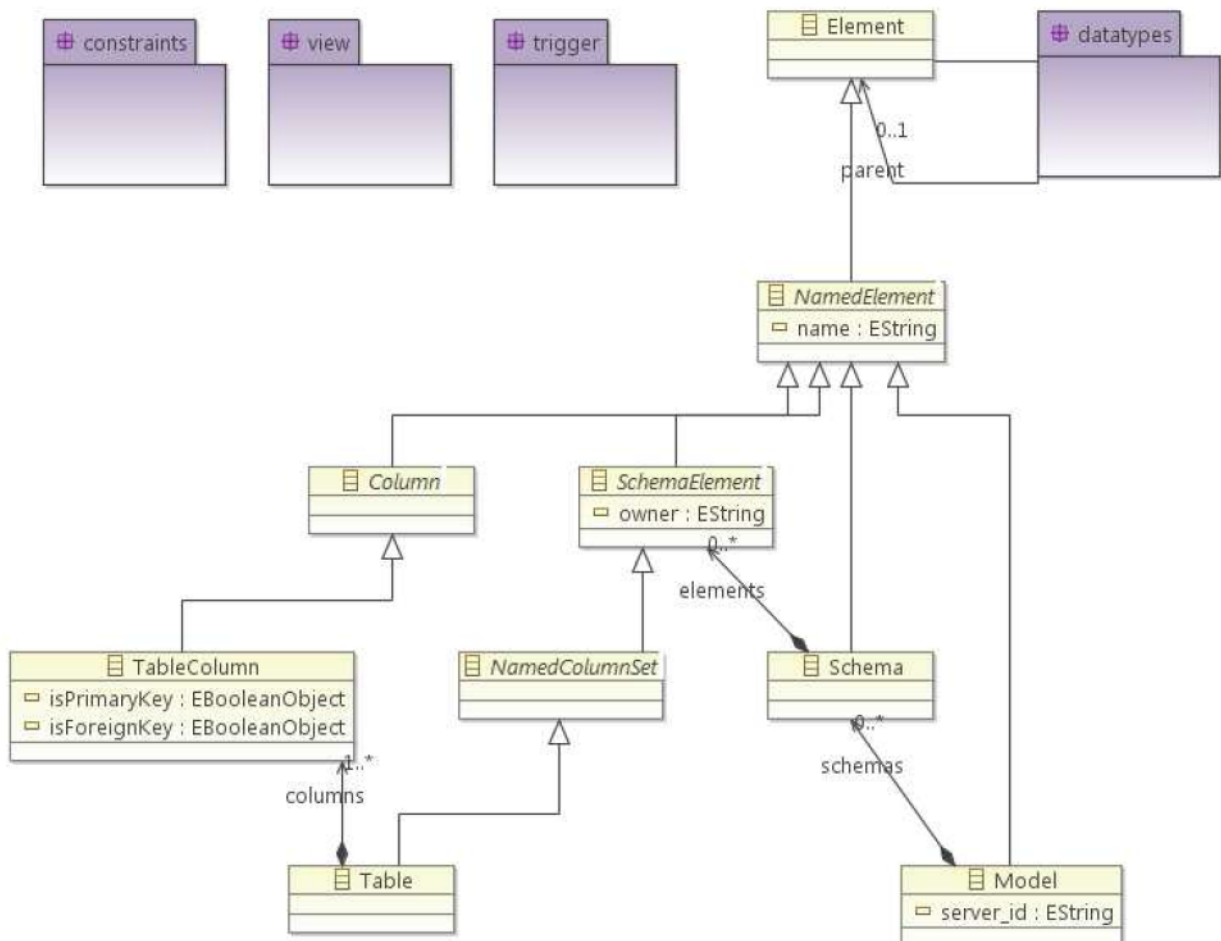 constraints
view
trigger
Element
datatypes
0..1
parent
NamedElement
name : EString
Column
SchemaElement
owner : EString
0..*
elements
TableColumn
isPrimaryKey : EBooleanObject
isForeignKey : EBooleanObject
NamedColumnSet
Schema
0..*
schemas
1..*
columns
Table
Model
server_id : EString